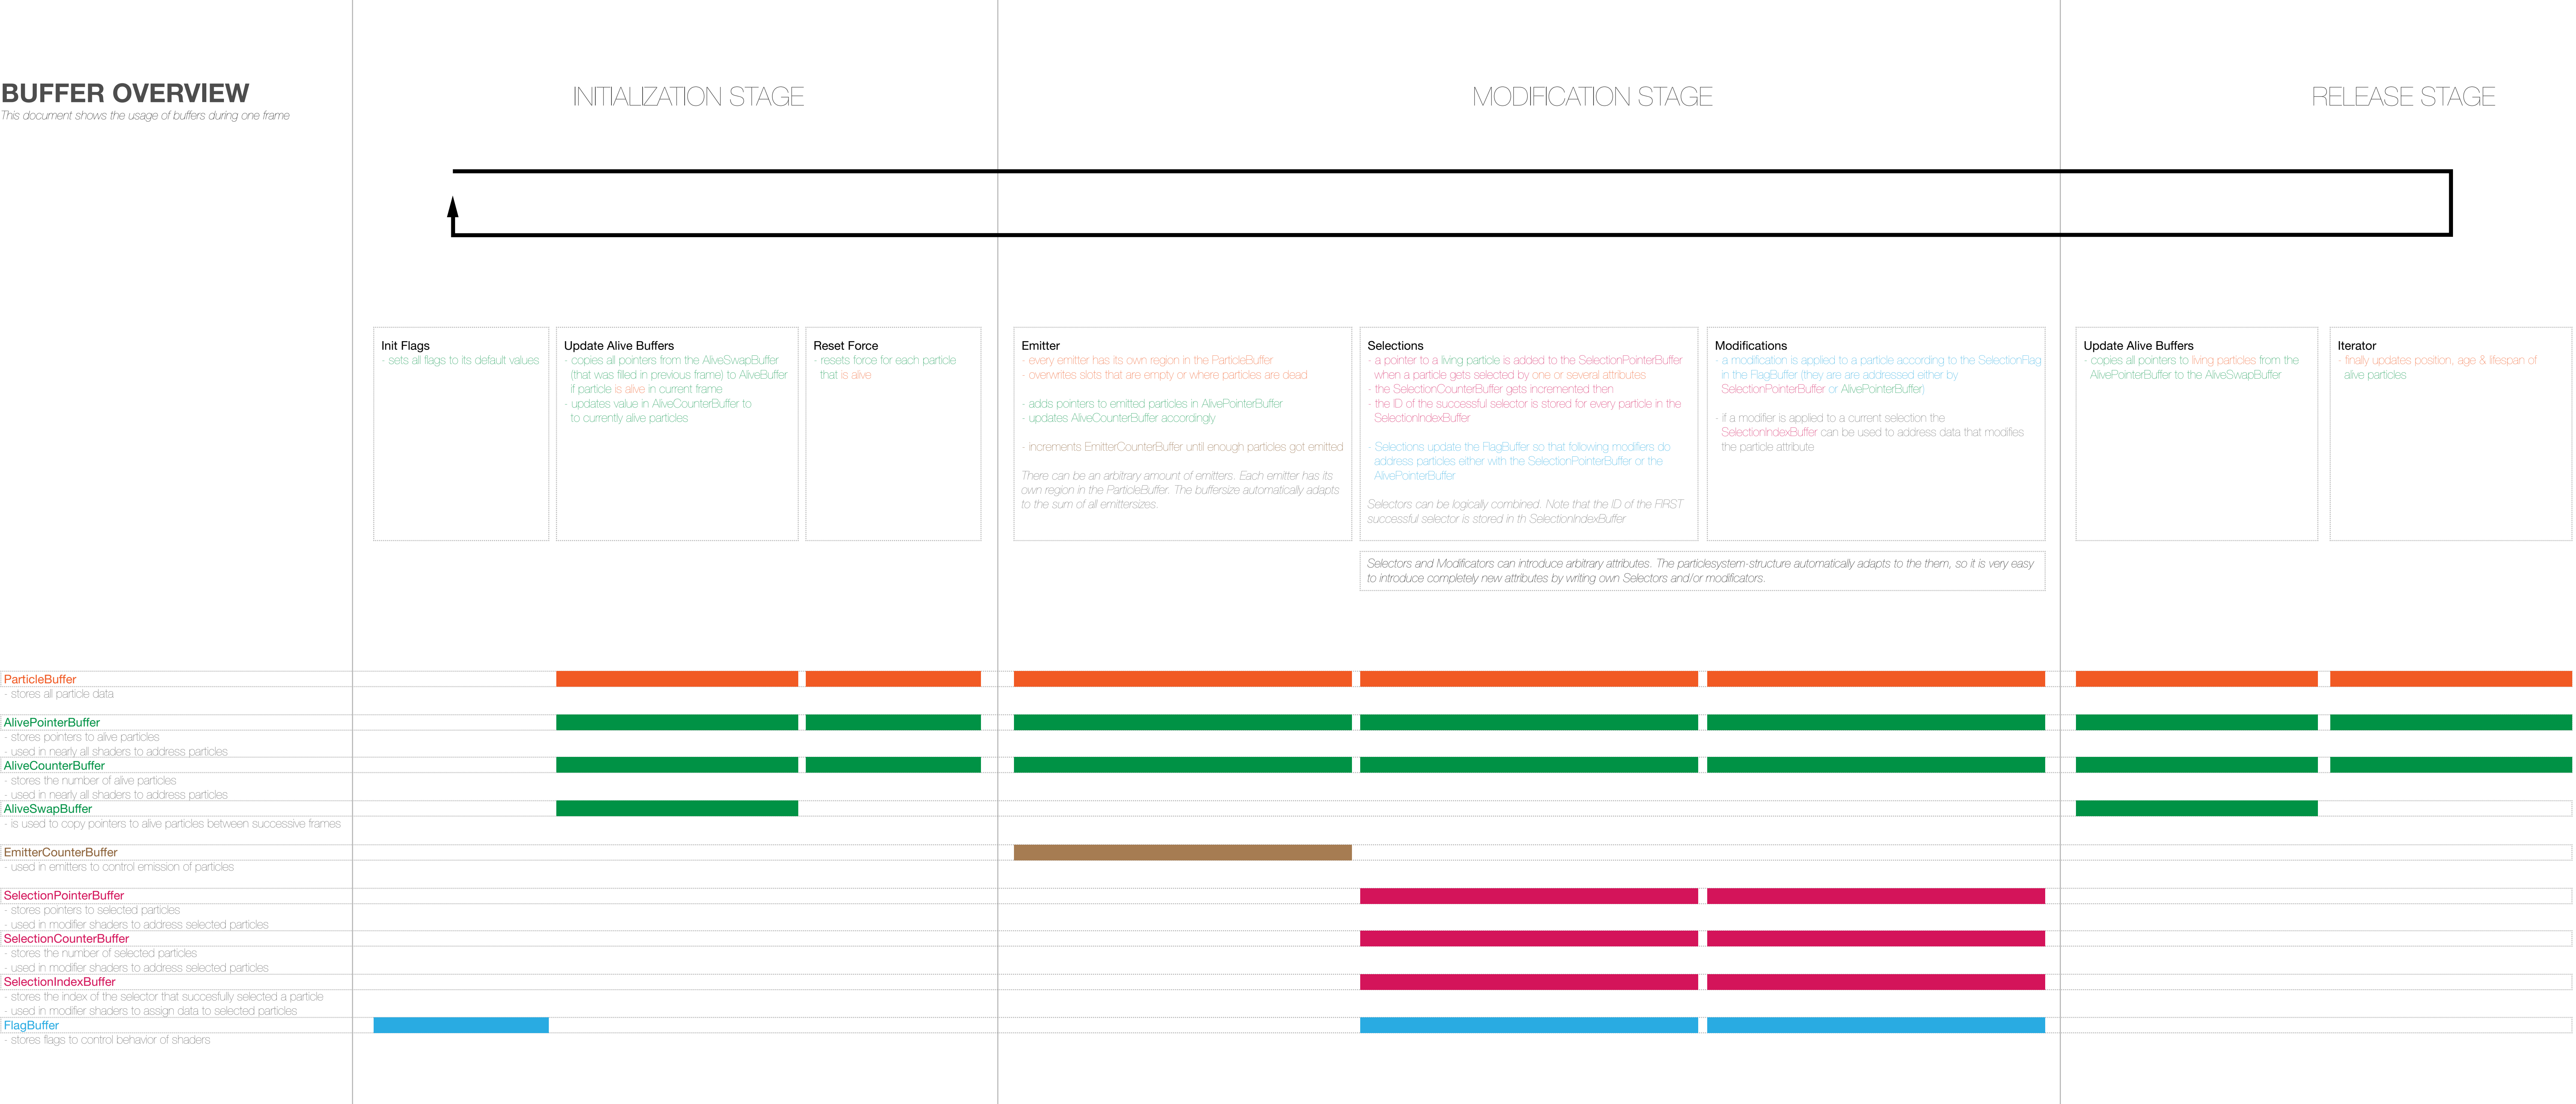 BUFFER OVERVIEW
This document shows the usage of buffers during one frame
INITIALIZATION STAGE
MODIFICATION STAGE
RELEASE STAGE
Init Flags
- sets all flags to its default values
Update Alive Buffers
- copies all pointers from the AliveSwapBuffer
(that was filled in previous frame) to AliveBuffer
if particle is alive in current frame
- updates value in AliveCounterBuffer to
to currently alive particles
Reset Force
- resets force for each particle
that is alive
Emitter
- every emitter has its own region in the ParticleBuffer
- overwrites slots that are empty or where particles are dead
- adds pointers to emitted particles in AlivePointerBuffer
- updates AliveCounterBuffer accordingly
- increments EmitterCounterBuffer until enough particles got emitted
There can be an arbitrary amount of emitters. Each emitter has its
own region in the ParticleBuffer. The buffersize automatically adapts
to the sum of all emittersizes.
Selections
- a pointer to a living particle is added to the SelectionPointerBuffer
when a particle gets selected by one or several attributes
- the SelectionCounterBuffer gets incremented then
- the ID of the successful selector is stored for every particle in the
SelectionIndexBuffer
- Selections update the FlagBuffer so that following modifiers do
address particles either with the SelectionPointerBuffer or the
AlivePointerBuffer
Selectors can be logically combined. Note that the ID of the FIRST
successful selector is stored in th SelectionIndexBuffer
Modifications
- a modification is applied to a particle according to the SelectionFlag
in the FlagBuffer (they are are addressed either by
SelectionPointerBuffer or AlivePointerBuffer)
- if a modifier is applied to a current selection the
SelectionIndexBuffer can be used to address data that modifies
the particle attribute
Selectors and Modificators can introduce arbitrary attributes. The particlesystem-structure automatically adapts to the them, so it is very easy
to introduce completely new attributes by writing own Selectors and/or modificators.
Update Alive Buffers
- copies all pointers to living particles from the
AlivePointerBuffer to the AliveSwapBuffer
Iterator
- finally updates position, age & lifespan of
alive particles
ParticleBuffer
- stores all particle data
AlivePointerBuffer
- stores pointers to alive particles
- used in nearly all shaders to address particles
AliveCounterBuffer
- stores the number of alive particles
- used in nearly all shaders to address particles
AliveSwapBuffer
- is used to copy pointers to alive particles between successive frames
EmitterCounterBuffer
- used in emitters to control emission of particles
SelectionPointerBuffer
- stores pointers to selected particles
- used in modifier shaders to address selected particles
SelectionCounterBuffer
- stores the number of selected particles
- used in modifier shaders to address selected particles
SelectionIndexBuffer
- stores the index of the selector that succesfully selected a particle
- used in modifier shaders to assign data to selected particles
FlagBuffer
- stores flags to control behavior of shaders